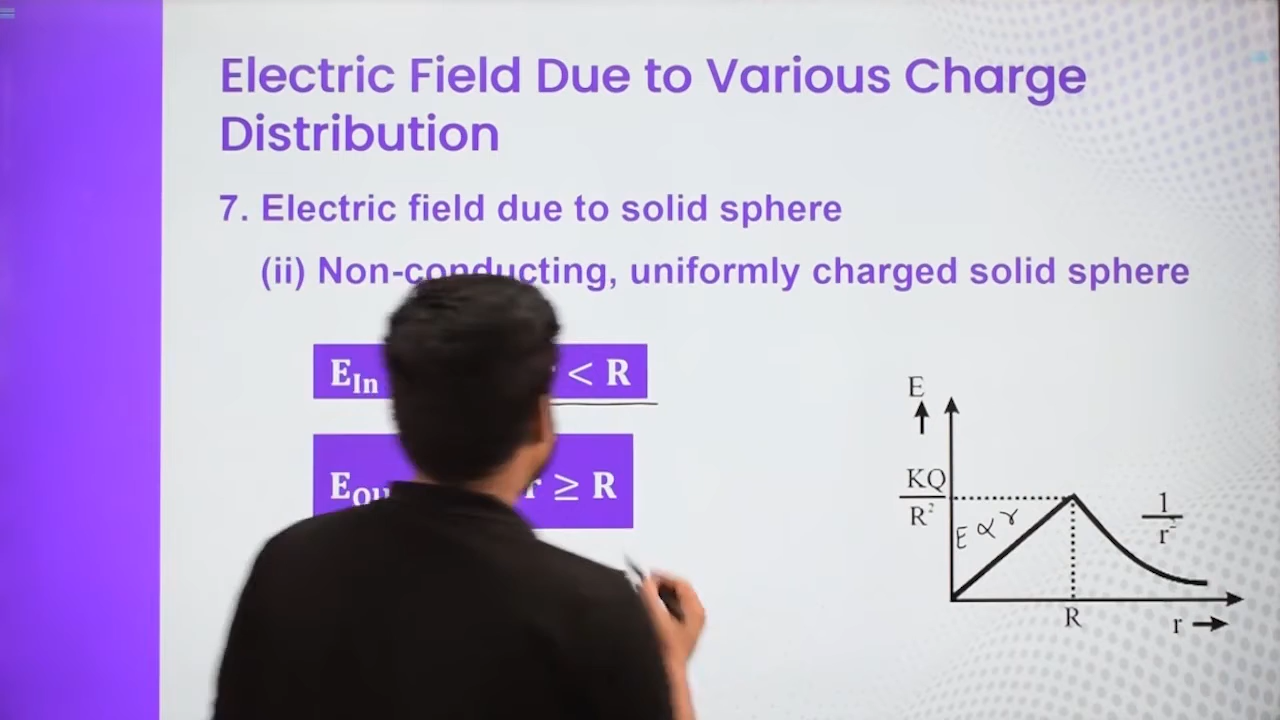 Electric Field Due to Various Charge
Distribution
7. Electric field due to solid sphere
(ii) Non-conducting, uniformly charged solid sphere
E_In < R
≥ R
E
KQ
R²
E ∝ r
1
r²
R
r